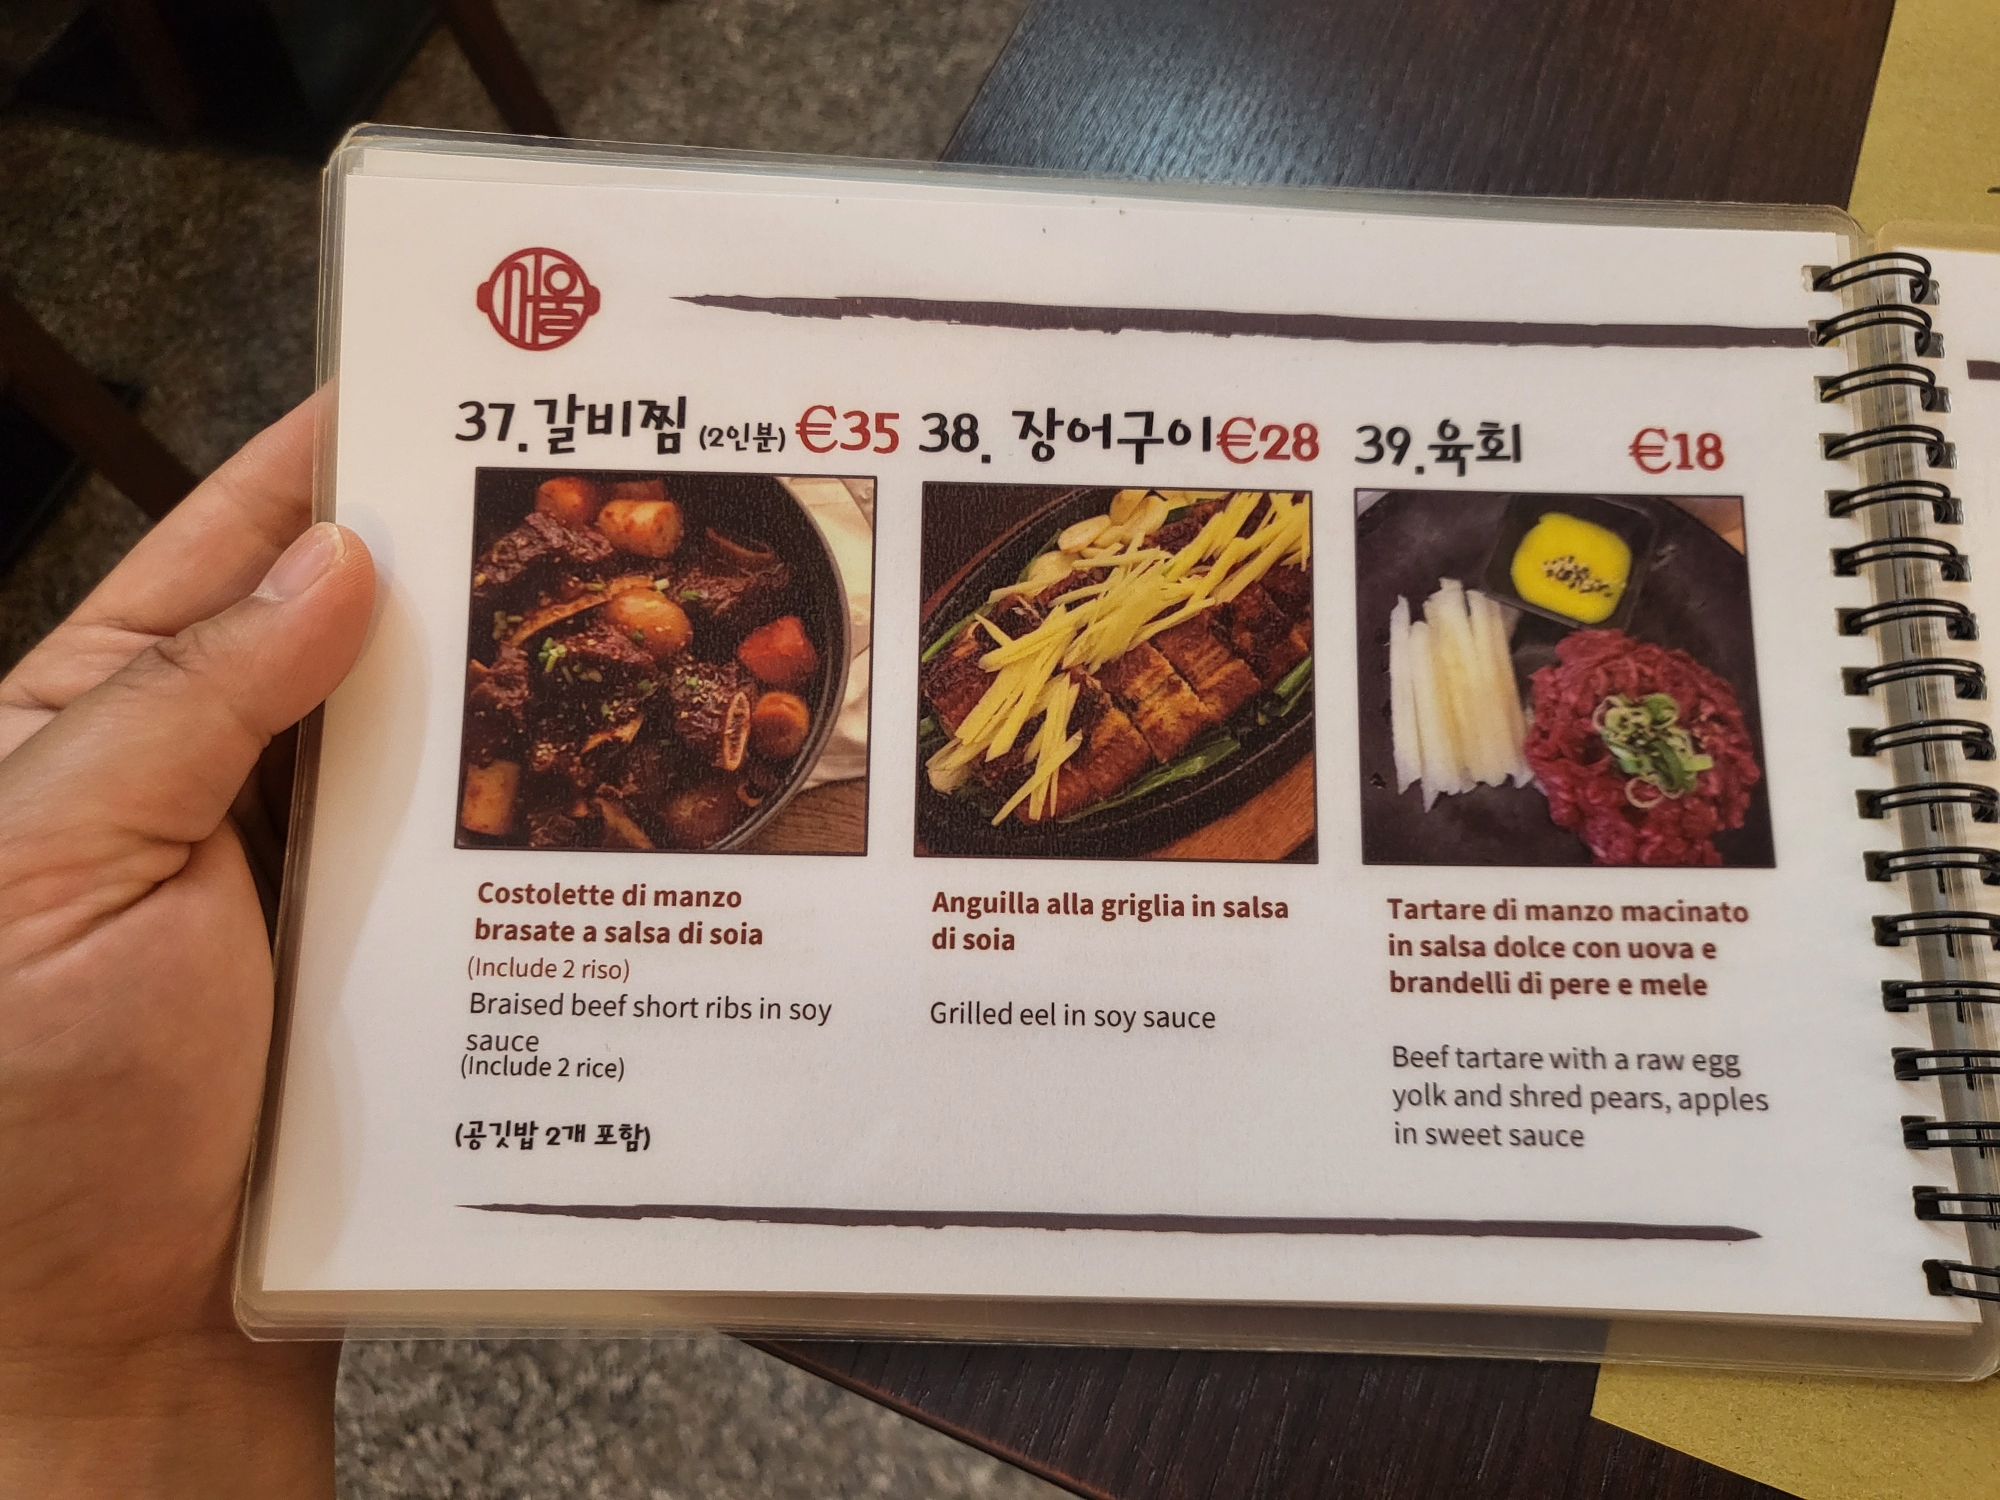 서울
37. 갈비찜 (2인분) €35
Costolette di manzo
brasate a salsa di soia
(Include 2 riso)
Braised beef short ribs in soy
sauce
(Include 2 rice)
(공깃밥 2개 포함)
38. 장어구이 €28
Anguilla alla griglia in salsa
di soia
Grilled eel in soy sauce
39. 육회 €18
Tartare di manzo macinato
in salsa dolce con uova e
brandelli di pere e mele
Beef tartare with a raw egg
yolk and shred pears, apples
in sweet sauce